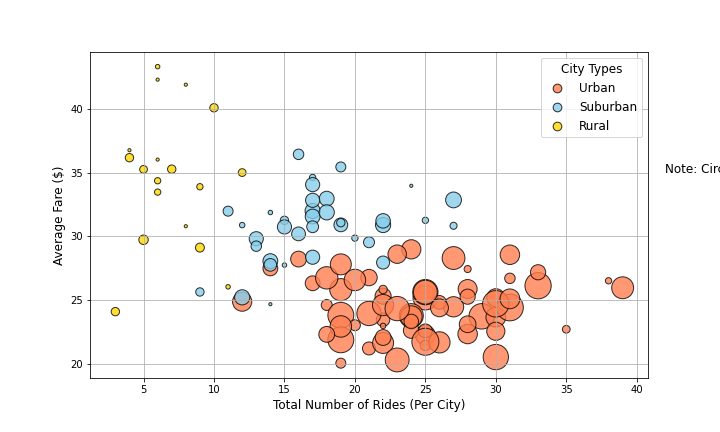 City Types
Urban
Suburban
Rural
Note:
Average Fare ($)
40
35
30
25
20
5 10 15 20 25 30 35 40
Total Number of Rides (Per City)